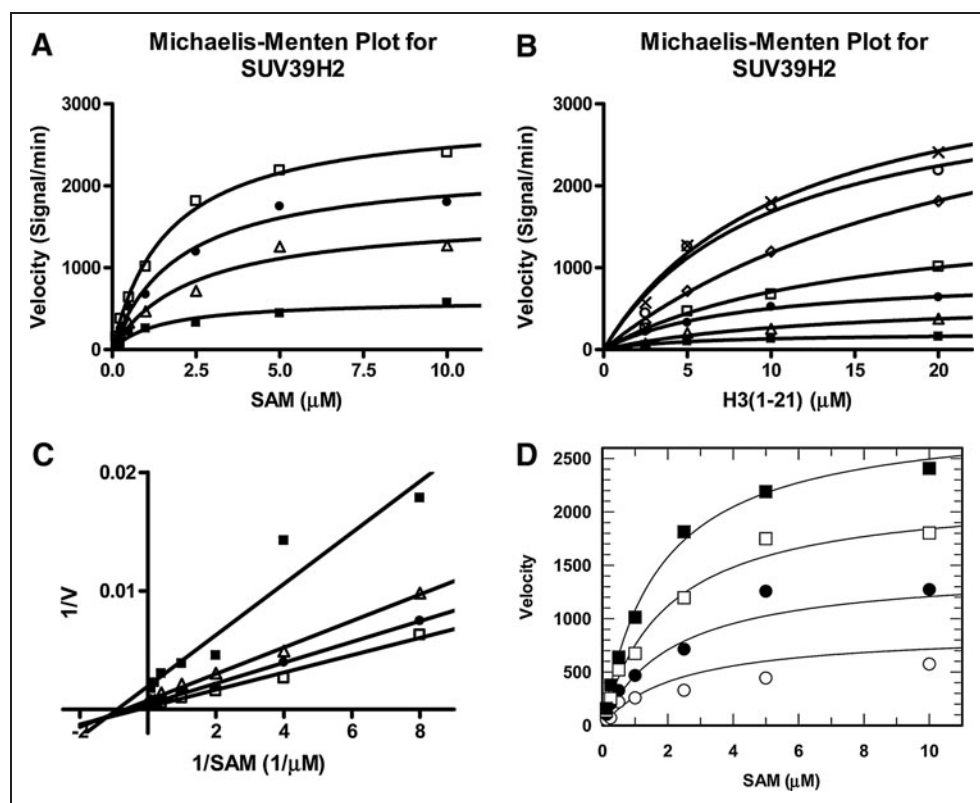 A
Michaelis-Menten Plot for
SUV39H2
Velocity (Signal/min)
3000
2000
1000
0
0.0
2.5
5.0
7.5
10.0
SAM (μM)
B
Michaelis-Menten Plot for
SUV39H2
Velocity (Signal/min)
3000
2000
1000
0
0
5
10
15
20
H3(1-21) (μM)
C
1/V
0.02
0.01
-2
2
4
6
8
1/SAM (1/μM)
D
Velocity
2500
2000
1500
1000
500
0
0
2
4
6
8
10
SAM (μM)